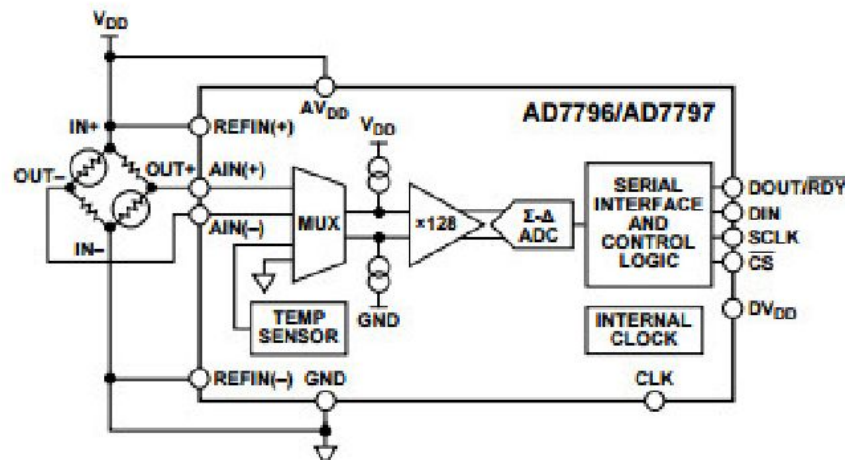 VDD
AVDD
AD7796/AD7797
IN+
REFIN(+)
VDD
OUT–
OUT+
AIN(+)
SERIAL
INTERFACE
AND
CONTROL
LOGIC
DOUT/RDY
DIN
SCLK
CS
AIN(–)
MUX
×128
Σ-Δ
ADC
IN–
GND
TEMP
SENSOR
INTERNAL
CLOCK
DVDD
REFIN(–)
GND
CLK